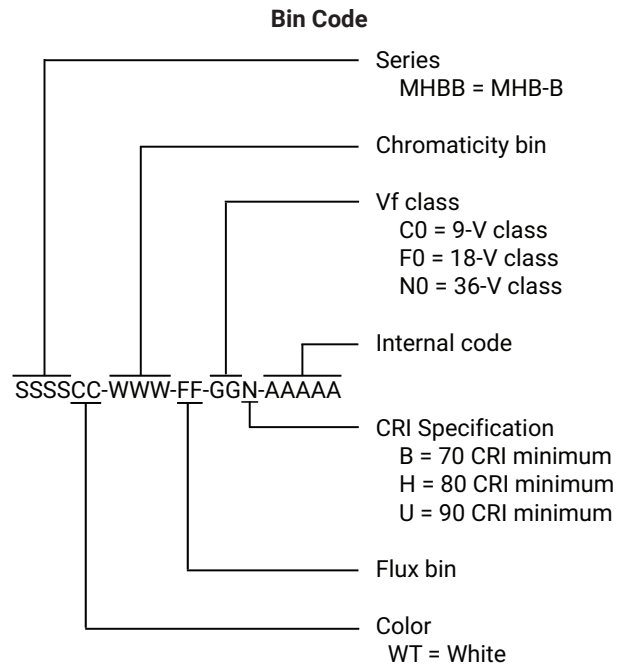 Bin Code
Series
MHBB = MHB-B
Chromaticity bin
Vf class
C0 = 9-V class
F0 = 18-V class
N0 = 36-V class
Internal code
SSSSCC-WWW-FF-GGN-AAAAA
CRI Specification
B = 70 CRI minimum
H = 80 CRI minimum
U = 90 CRI minimum
Flux bin
Color
WT = White